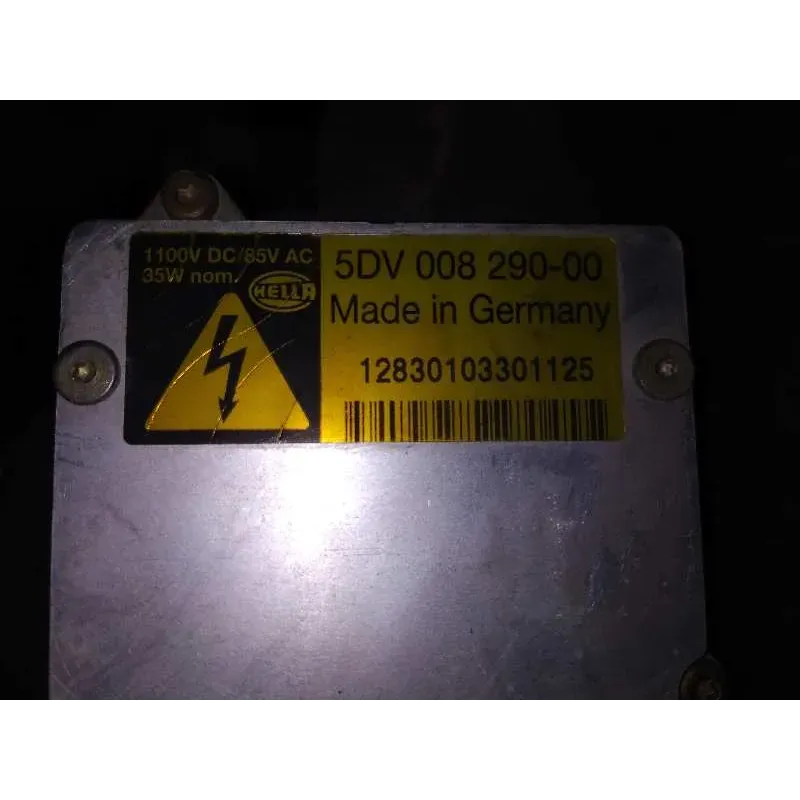 1100V DC/85V AC
35W nom.
HELLA
5DV 008 290-00
Made in Germany
12830103301125